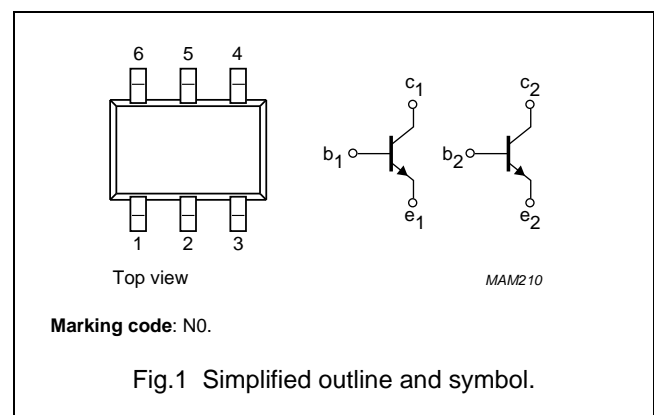 6 5 4
1 2 3
Top view
c1 c2
b1 b2
e1 e2
MAM210
Marking code: N0.
Fig.1 Simplified outline and symbol.